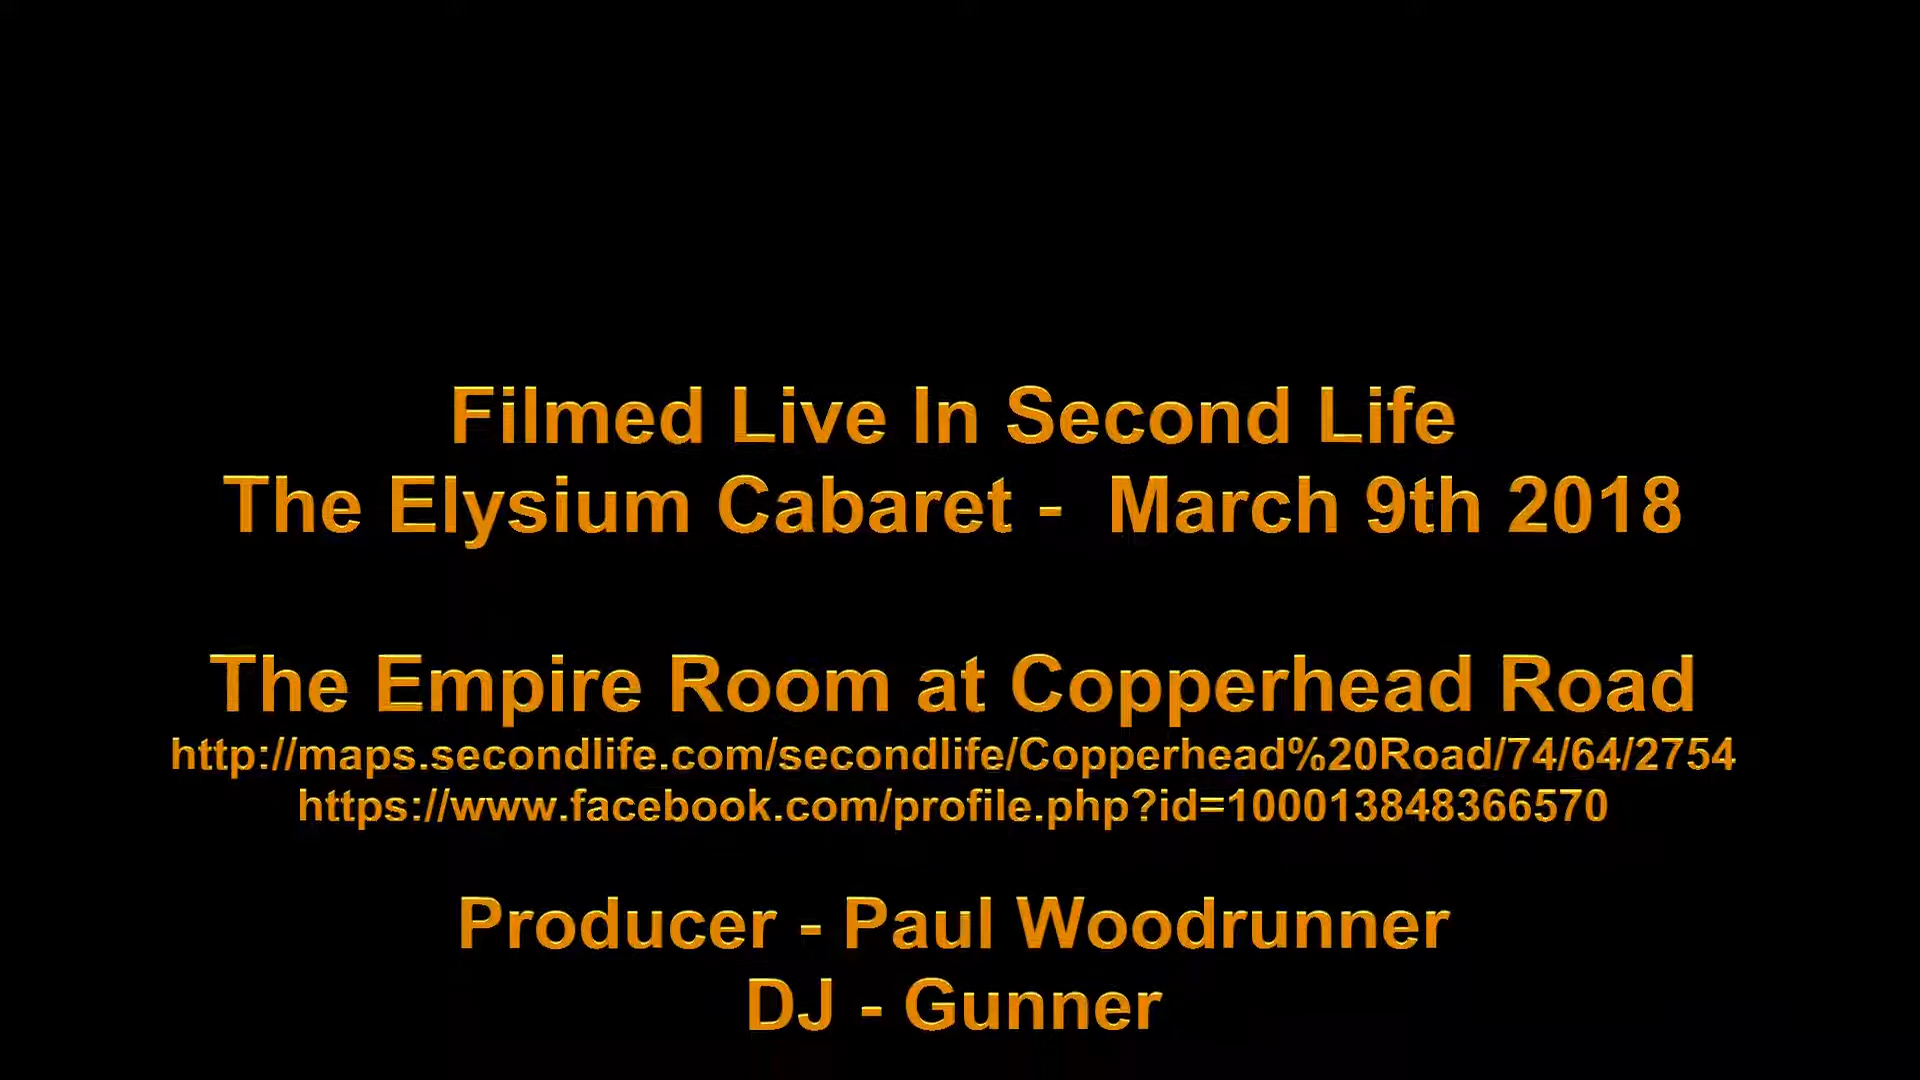 Filmed Live In Second Life
The Elysium Cabaret -  March 9th 2018
The Empire Room at Copperhead Road
http://maps.secondlife.com/secondlife/Copperhead%20Road/74/64/2754
https://www.facebook.com/profile.php?id=100013848366570
Producer - Paul Woodrunner
DJ - Gunner